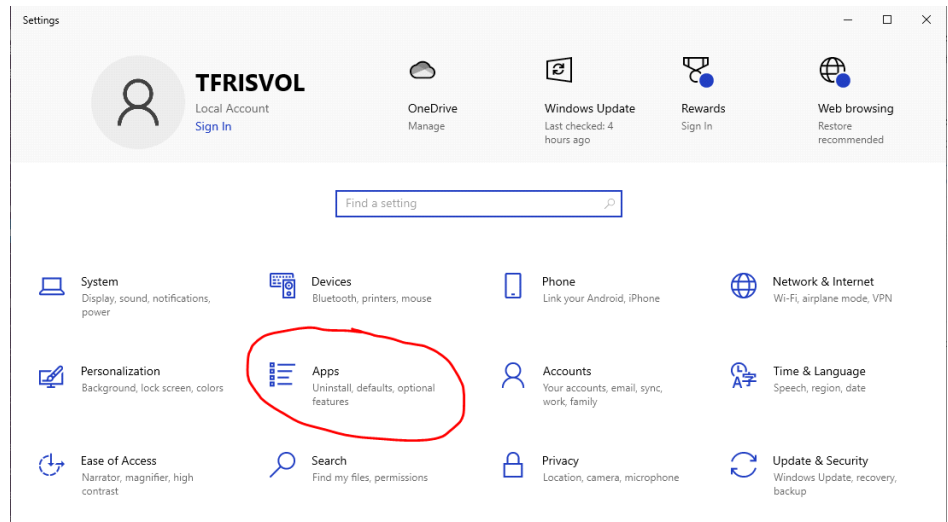 Settings
TFRISVOL
Local Account
Sign In
OneDrive
Manage
Windows Update
Last checked: 4
hours ago
Rewards
Sign In
Web browsing
Restore
recommended
Find a setting
System
Display, sound, notifications,
power
Devices
Bluetooth, printers, mouse
Phone
Link your Android, iPhone
Network & Internet
Wi-Fi, airplane mode, VPN
Personalization
Background, lock screen, colors
Apps
Uninstall, defaults, optional
features
Accounts
Your accounts, email, sync,
work, family
Time & Language
Speech, region, date
Ease of Access
Narrator, magnifier, high
contrast
Search
Find my files, permissions
Privacy
Location, camera, microphone
Update & Security
Windows Update, recovery,
backup